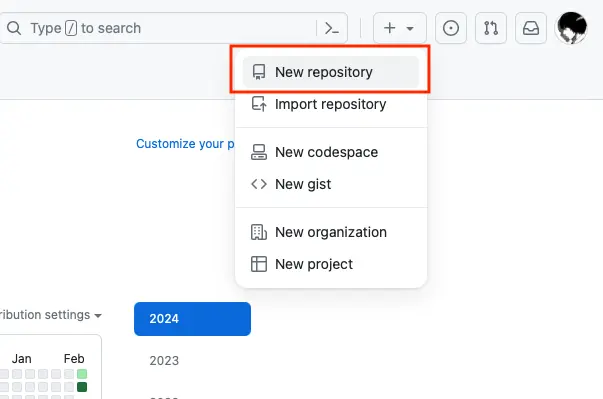 Type / to search
New repository
Import repository
Customize your p
New codespace
New gist
New organization
New project
ribution settings
2024
Jan Feb
2023